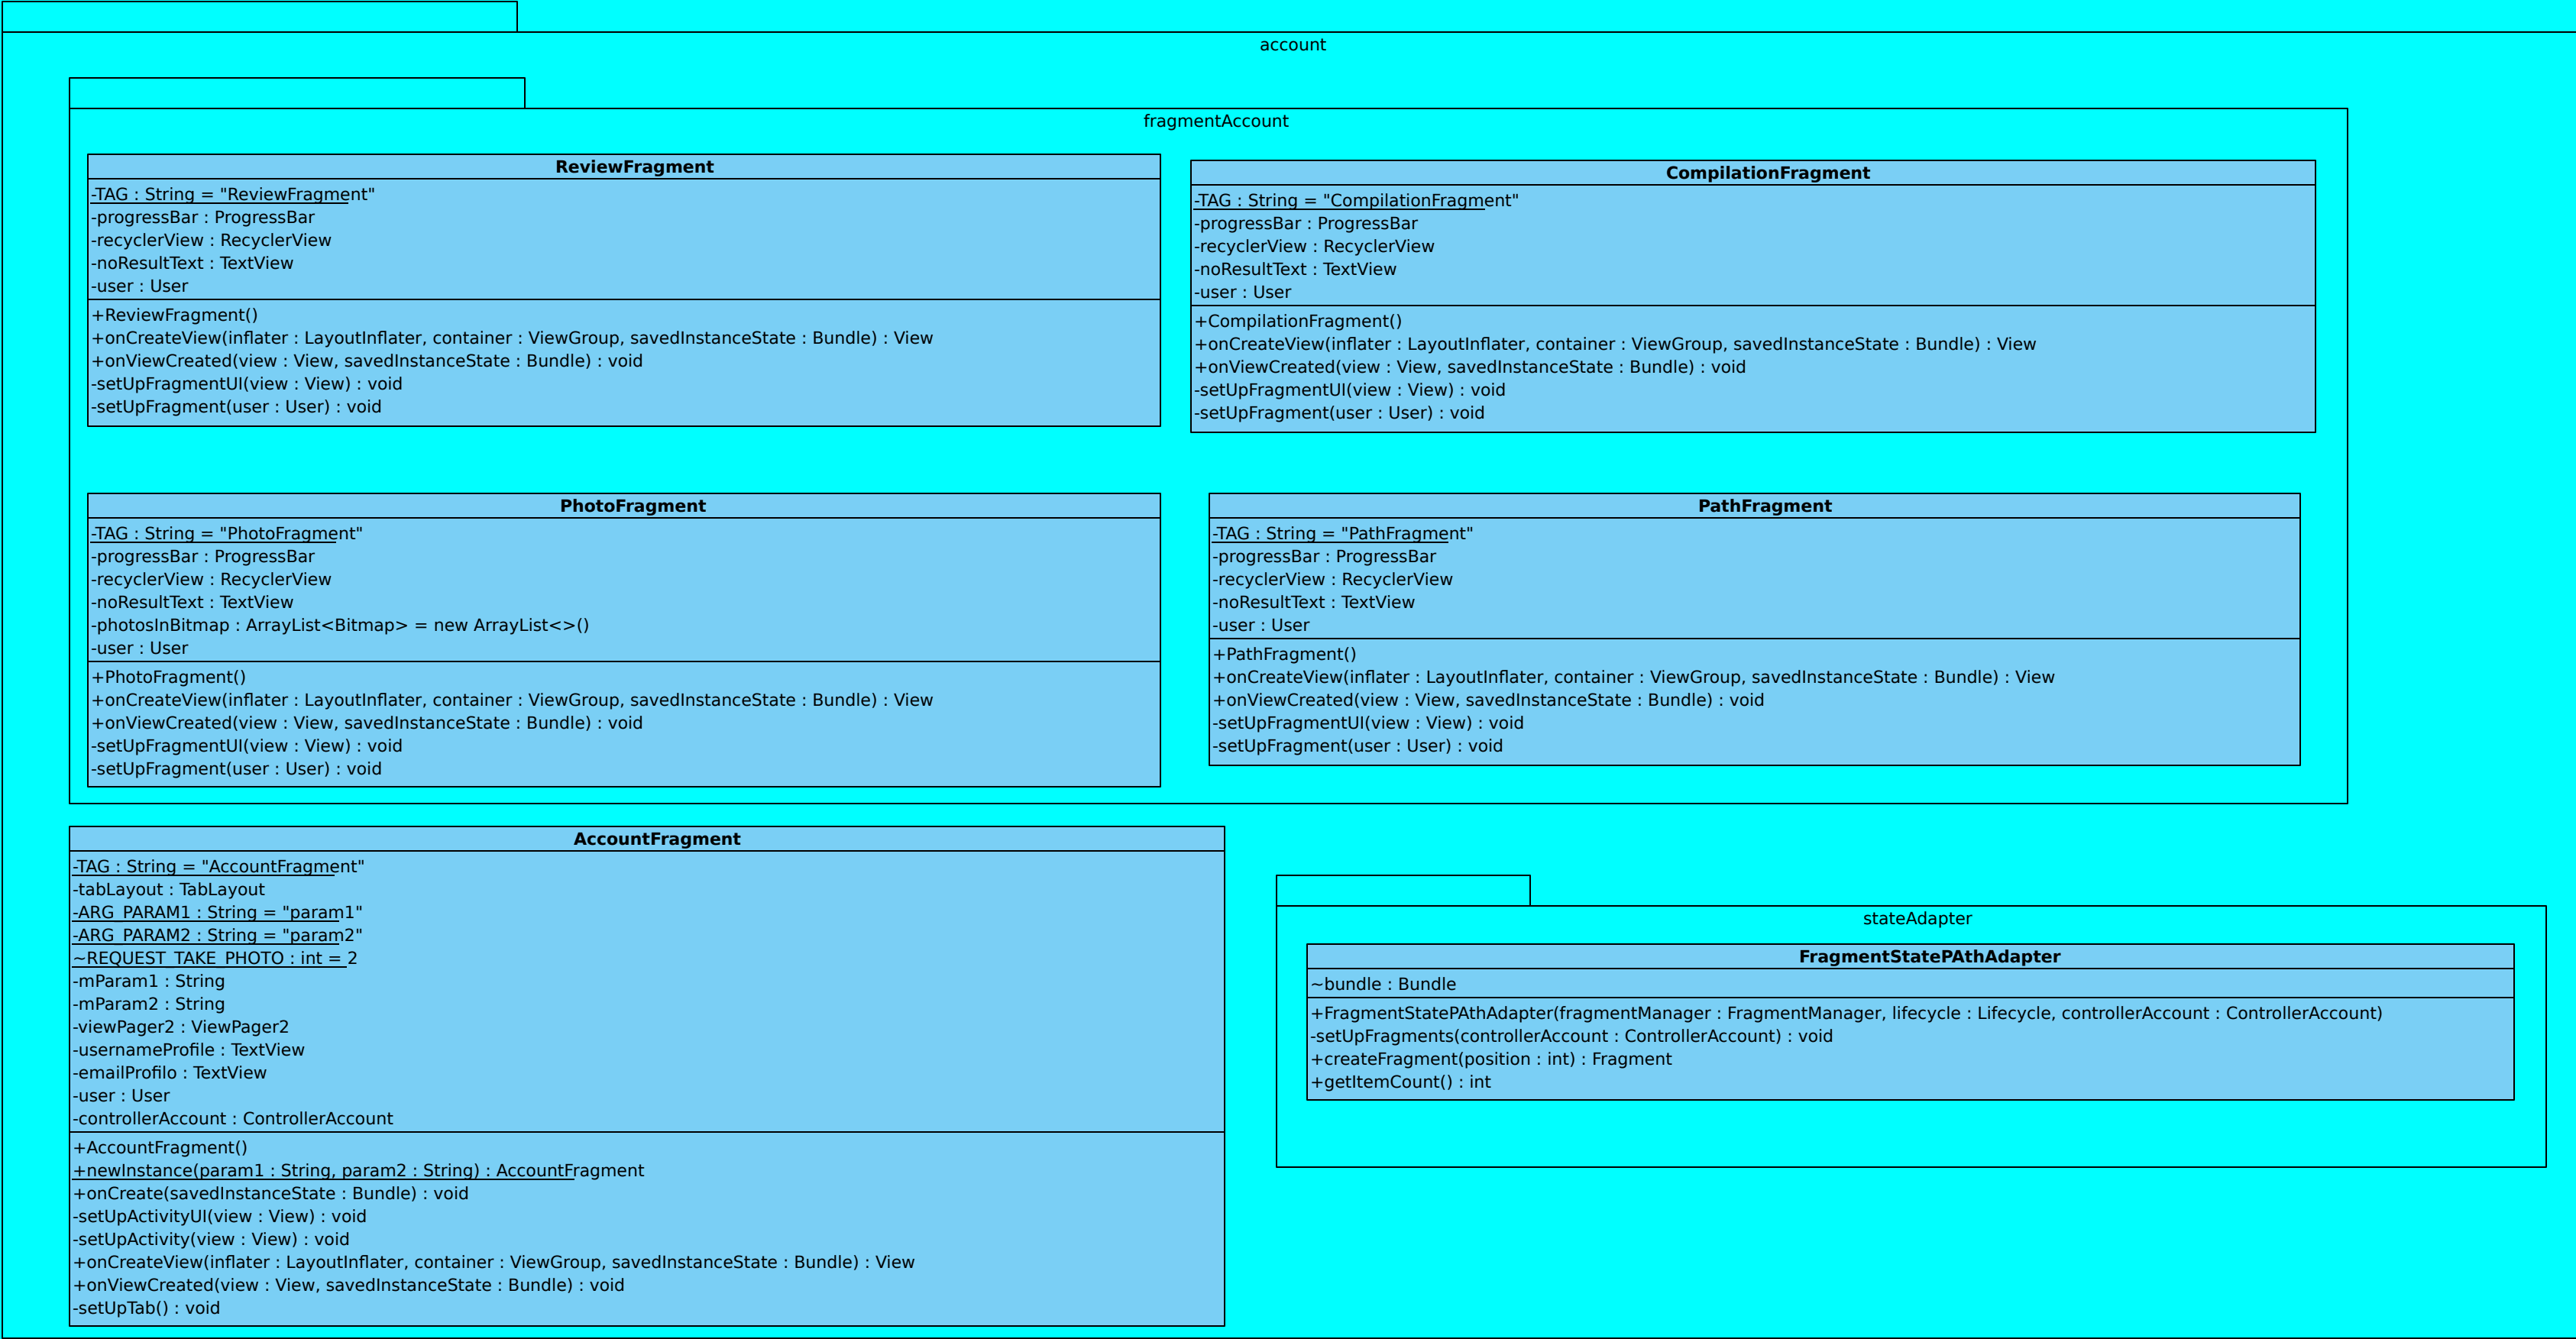 account
fragmentAccount
ReviewFragment
-TAG : String = "ReviewFragment"
-progressBar : ProgressBar
-recyclerView : RecyclerView
-noResultText : TextView
-user : User
+ReviewFragment()
+onCreateView(inflater : LayoutInflater, container : ViewGroup, savedInstanceState : Bundle) : View
+onViewCreated(view : View, savedInstanceState : Bundle) : void
-setUpFragmentUI(view : View) : void
-setUpFragment(user : User) : void
CompilationFragment
-TAG : String = "CompilationFragment"
-progressBar : ProgressBar
-recyclerView : RecyclerView
-noResultText : TextView
-user : User
+CompilationFragment()
+onCreateView(inflater : LayoutInflater, container : ViewGroup, savedInstanceState : Bundle) : View
+onViewCreated(view : View, savedInstanceState : Bundle) : void
-setUpFragmentUI(view : View) : void
-setUpFragment(user : User) : void
PhotoFragment
-TAG : String = "PhotoFragment"
-progressBar : ProgressBar
-recyclerView : RecyclerView
-noResultText : TextView
-photosInBitmap : ArrayList<Bitmap> = new ArrayList<>()
-user : User
+PhotoFragment()
+onCreateView(inflater : LayoutInflater, container : ViewGroup, savedInstanceState : Bundle) : View
+onViewCreated(view : View, savedInstanceState : Bundle) : void
-setUpFragmentUI(view : View) : void
-setUpFragment(user : User) : void
PathFragment
-TAG : String = "PathFragment"
-progressBar : ProgressBar
-recyclerView : RecyclerView
-noResultText : TextView
-user : User
+PathFragment()
+onCreateView(inflater : LayoutInflater, container : ViewGroup, savedInstanceState : Bundle) : View
+onViewCreated(view : View, savedInstanceState : Bundle) : void
-setUpFragmentUI(view : View) : void
-setUpFragment(user : User) : void
AccountFragment
-TAG : String = "AccountFragment"
-tabLayout : TabLayout
-ARG_PARAM1 : String = "param1"
-ARG_PARAM2 : String = "param2"
~REQUEST_TAKE_PHOTO : int = 2
-mParam1 : String
-mParam2 : String
-viewPager2 : ViewPager2
-usernameProfile : TextView
-emailProfilo : TextView
-user : User
-controllerAccount : ControllerAccount
+AccountFragment()
+newInstance(param1 : String, param2 : String) : AccountFragment
+onCreate(savedInstanceState : Bundle) : void
-setUpActivityUI(view : View) : void
-setUpActivity(view : View) : void
+onCreateView(inflater : LayoutInflater, container : ViewGroup, savedInstanceState : Bundle) : View
+onViewCreated(view : View, savedInstanceState : Bundle) : void
-setUpTab() : void
stateAdapter
FragmentStatePAthAdapter
~bundle : Bundle
+FragmentStatePAthAdapter(fragmentManager : FragmentManager, lifecycle : Lifecycle, controllerAccount : ControllerAccount)
-setUpFragments(controllerAccount : ControllerAccount) : void
+createFragment(position : int) : Fragment
+getItemCount() : int